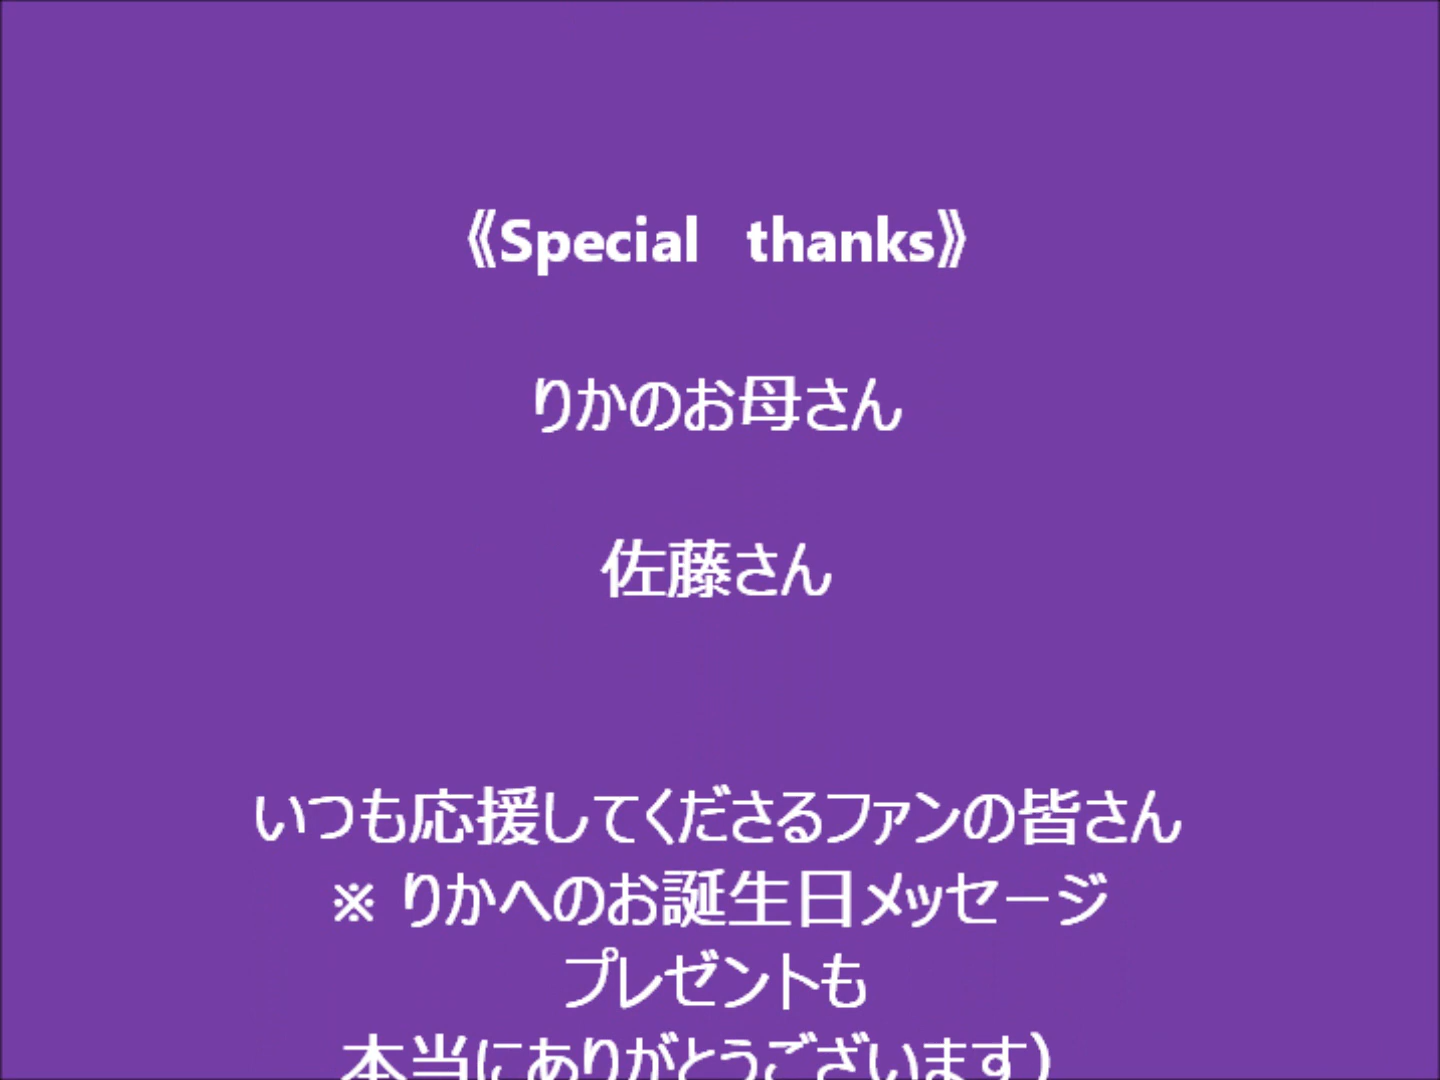 《Special thanks》
りかのお母さん
佐藤さん
いつも応援してくださるファンの皆さん
※ りかへのお誕生日メッセージ
プレゼントも
本当にありがとうございます）